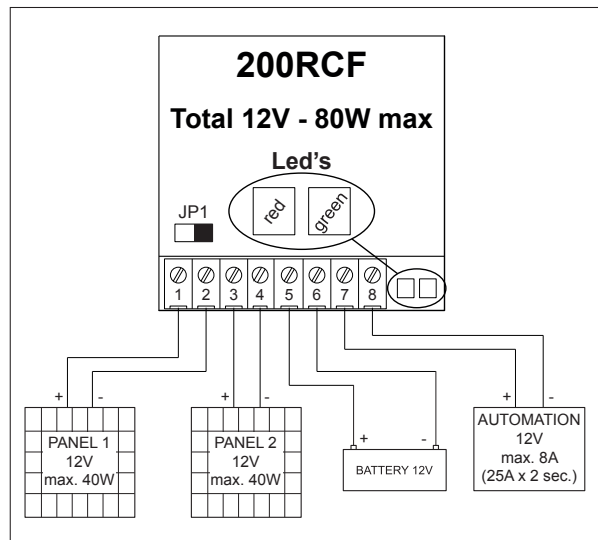 200RCF
Total 12V - 80W max
Led's
red green
JP1
1 2 3 4 5 6 7 8
+ - + - + - + -
PANEL 1
12V
max. 40W
PANEL 2
12V
max. 40W
BATTERY 12V
AUTOMATION
12V
max. 8A
(25A x 2 sec.)